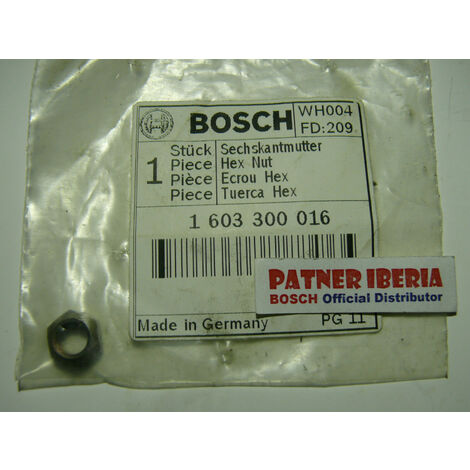 BOSCH
WH004
FD:209
1
Stück Sechskantmutter
Piece Hex Nut
Pièce Ecrou Hex
Piece Tuerca Hex
1 603 300 016
PATNER IBERIA
BOSCH Official Distributor
Made in Germany PG 11